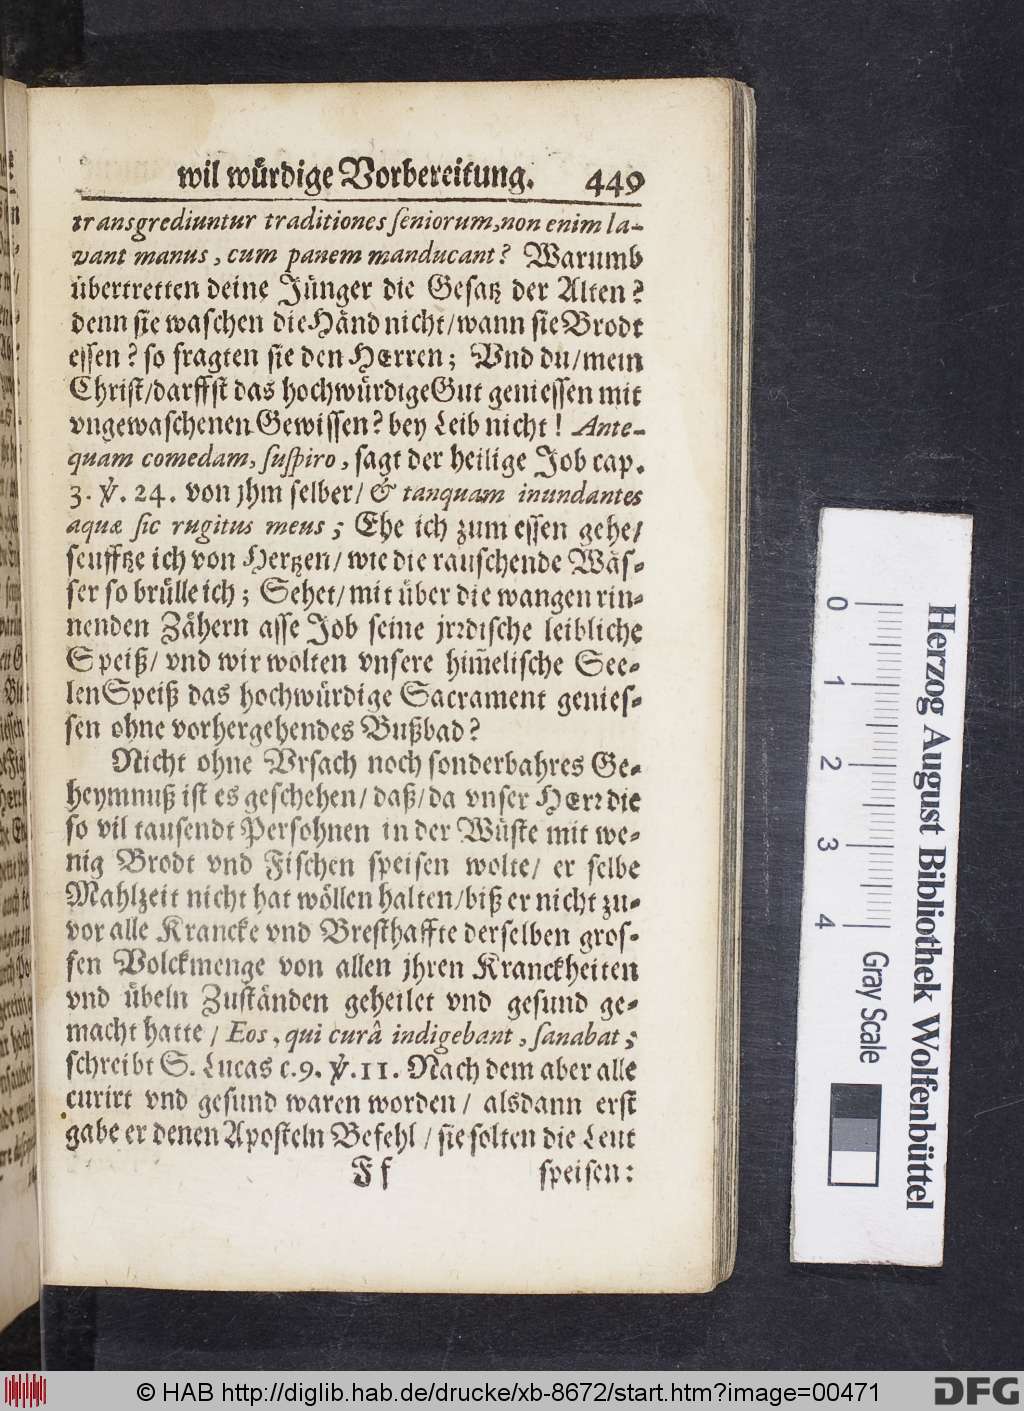 wil würdige Vorbereitung. 449
transgrediuntur traditiones seniorum, non enim la-
vant manus, cum panem manducant? Warumb
übertretten deine Jünger die Gesatz der Alten?
denn sie waschen die Händ nicht/ wann sie Brodt
essen? so fragten sie den HErren; Vnd du/ mein
Christ/ darffst das hochwürdige Gut geniessen mit
vngewaschenen Gewissen? bey Leib nicht! Ante-
quam comedam, suspiro, sagt der heilige Job cap.
3. ℣. 24. von jhm selber/ & tanquam inundantes
aquæ sic rugitus meus; Ehe ich zum essen gehe/
seufftze ich von Hertzen/ wie die rauschende Wäs-
ser so brülle ich; Sehet/ mit über die wangen rin-
nenden Zähern asse Job seine jrrdische leibliche
Speiß/ vnd wir wolten vnsere him̃elische See-
len Speiß das hochwürdige Sacrament genies-
sen ohne vorhergehendes Bußbad?
Nicht ohne Vrsach noch sonderbahres Ge-
heymnuß ist es geschehen/ daß/ da vnser HErr die
so vil tausendt Persohnen in der Wüste mit we-
nig Brodt vnd Fischen speisen wolte/ er selbe
Mahlzeit nicht hat wöllen halten/ biß er nicht zu-
vor alle Krancke vnd Bresthaffte derselben gros-
sen Volckmenge von allen jhren Kranckheiten
vnd übeln Zuständen geheilet vnd gesund ge-
macht hatte/ Eos, qui curâ indigebant, sanabat;
schreibt S. Lucas c. 9. ℣. 11. Nach dem aber alle
curirt vnd gesund waren worden/ alsdann erst
gabe er denen Aposteln Befehl/ sie solten die Leut
Ff speisen:
Herzog August Bibliothek Wolfenbüttel
0 1 2 3 4 Gray Scale
© HAB http://diglib.hab.de/drucke/xb-8672/start.htm?image=00471
DFG